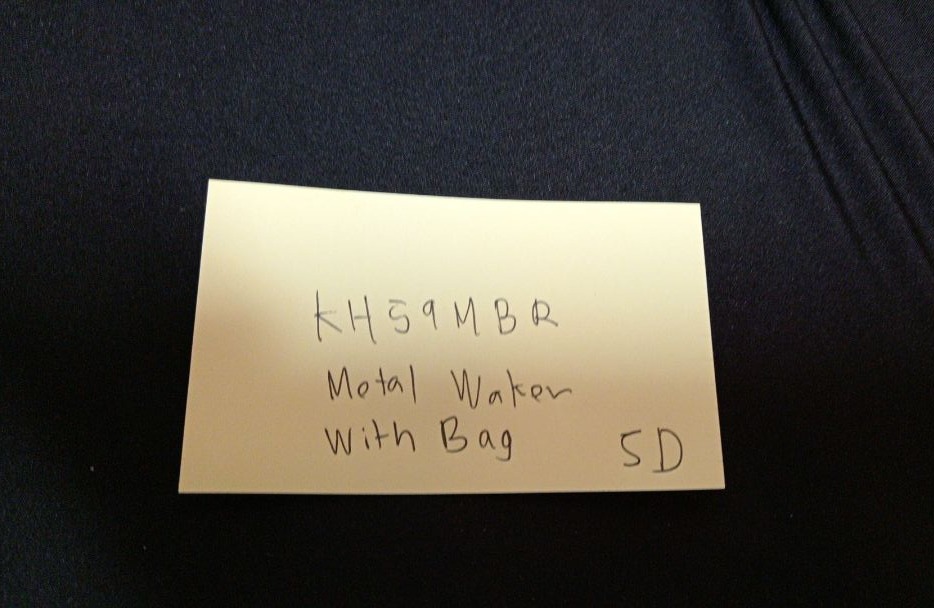 KH59MBR
Metal Waker
With Bag
5D